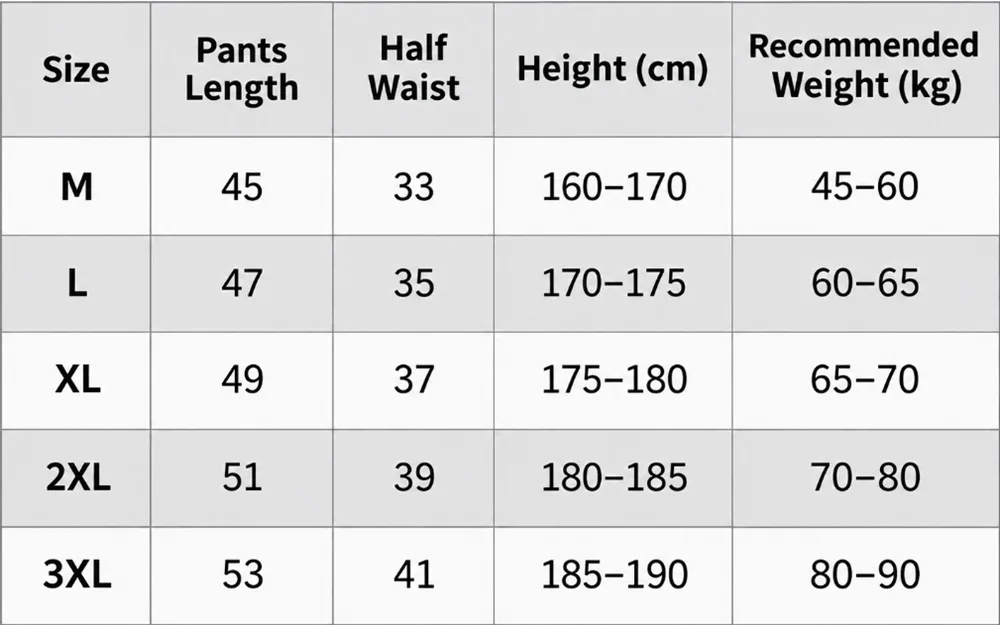 Size Pants Length Half Waist Height (cm) Recommended Weight (kg)
M 45 33 160–170 45–60
L 47 35 170–175 60–65
XL 49 37 175–180 65–70
2XL 51 39 180–185 70–80
3XL 53 41 185–190 80–90